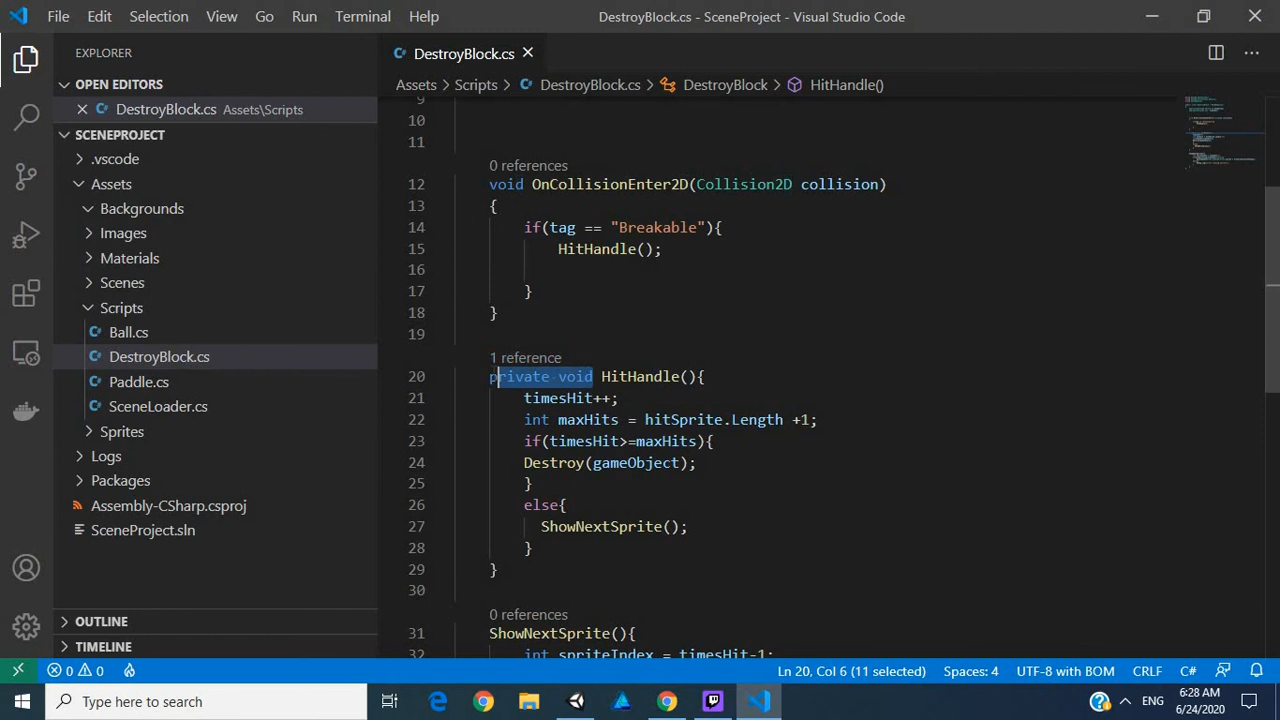 File Edit Selection View Go Run Terminal Help DestroyBlock.cs - SceneProject - Visual Studio Code
EXPLORER
OPEN EDITORS
DestroyBlock.cs Assets\Scripts
SCENEPROJECT
.vscode
Assets
Backgrounds
Images
Materials
Scenes
Scripts
Ball.cs
DestroyBlock.cs
Paddle.cs
SceneLoader.cs
Sprites
Logs
Packages
Assembly-CSharp.csproj
SceneProject.sln
OUTLINE
TIMELINE
DestroyBlock.cs
Assets > Scripts > DestroyBlock.cs > DestroyBlock > HitHandle()
9
10
11
0 references
12 void OnCollisionEnter2D(Collision2D collision)
13 {
14 if(tag == "Breakable"){
15 HitHandle();
16
17 }
18 }
19
1 reference
20 private void HitHandle(){
21 timesHit++;
22 int maxHits = hitSprite.Length +1;
23 if(timesHit>=maxHits){
24 Destroy(gameObject);
25 }
26 else{
27 ShowNextSprite();
28 }
29 }
30
0 references
31 ShowNextSprite(){
32 int spriteIndex = timesHit-1;
0 0 Ln 20, Col 6 (11 selected) Spaces: 4 UTF-8 with BOM CRLF C#
Type here to search
ENG
6:28 AM
6/24/2020